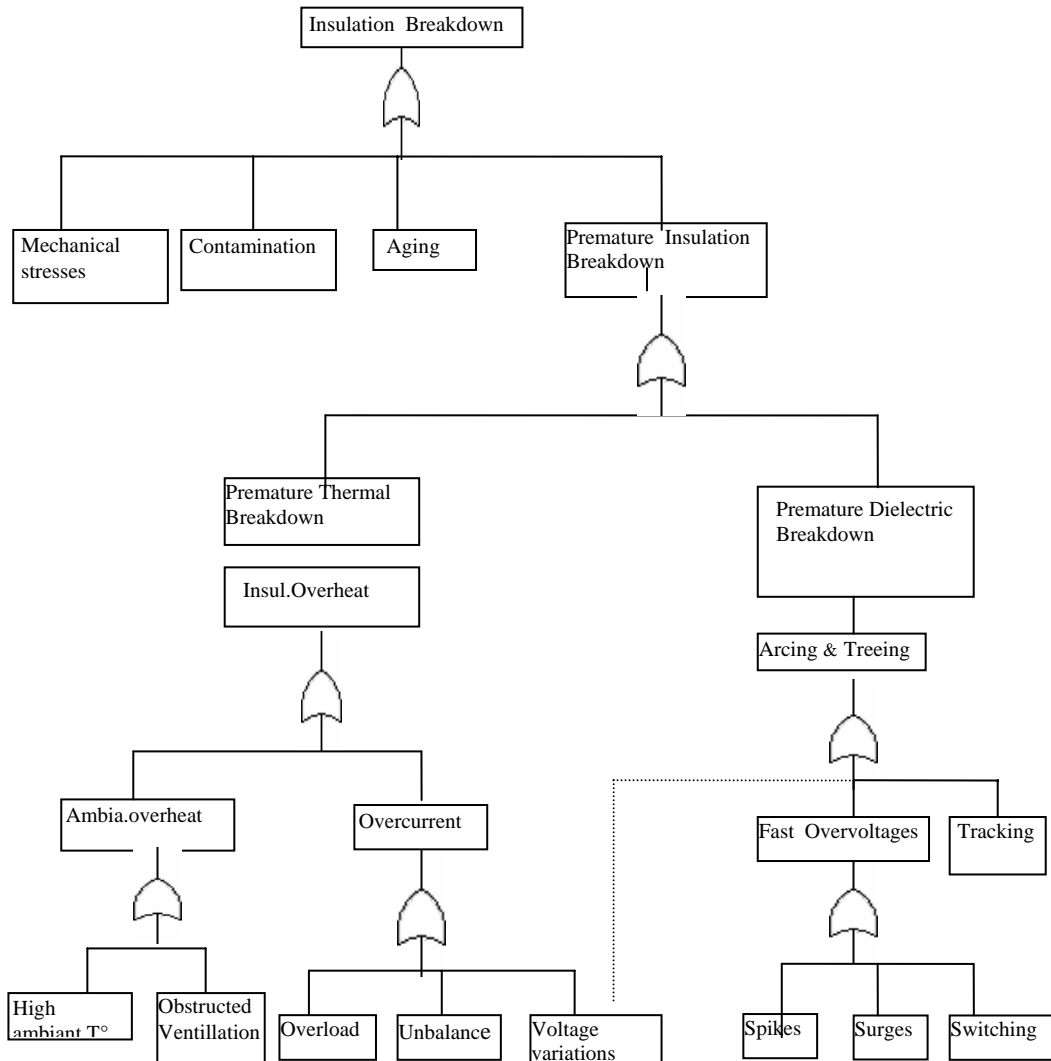 Insulation Breakdown
Mechanical
stresses
Contamination
Aging
Premature Insulation
Breakdown
Premature Thermal
Breakdown
Premature Dielectric
Breakdown
Insul.Overheat
Arcing & Treeing
Ambia.overheat
Overcurrent
Fast Overvoltages
Tracking
High
ambiant T°
Obstructed
Ventillation
Overload
Unbalance
Voltage
variations
Spikes
Surges
Switching